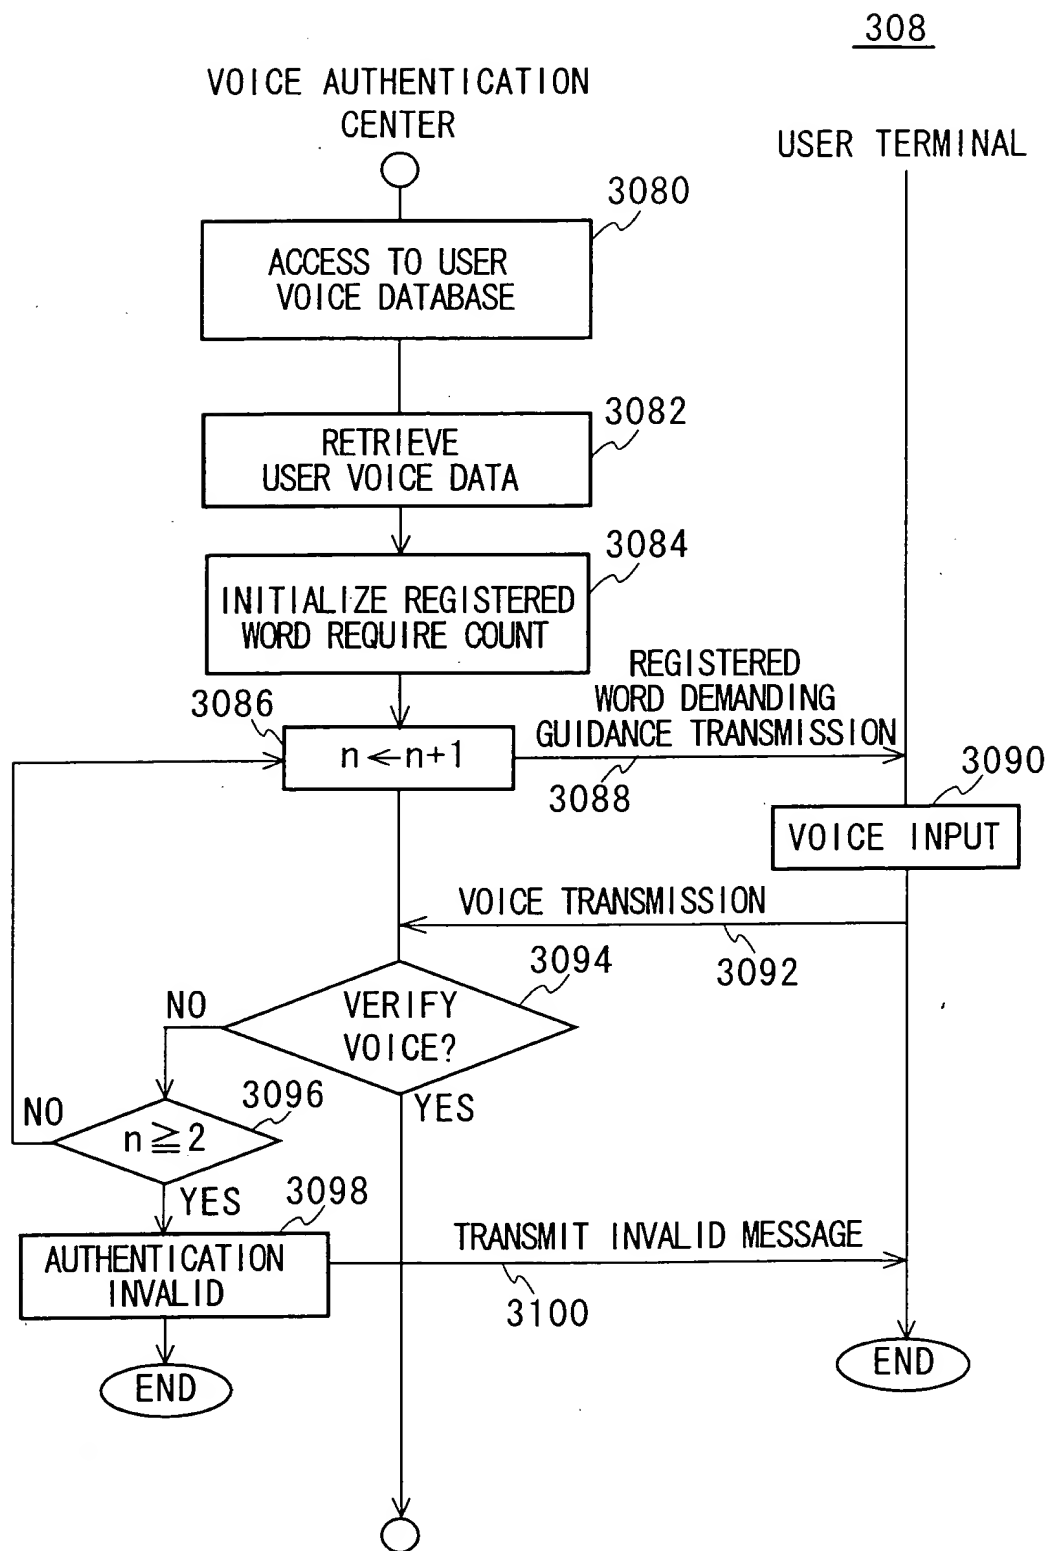 308
VOICE AUTHENTICATION
CENTER
USER TERMINAL
3080
ACCESS TO USER
VOICE DATABASE
3082
RETRIEVE
USER VOICE DATA
3084
INITIALIZE REGISTERED
WORD REQUIRE COUNT
REGISTERED
WORD DEMANDING
GUIDANCE TRANSMISSION
3086
n←n+1
3088
3090
VOICE INPUT
VOICE TRANSMISSION
3092
3094
VERIFY
VOICE?
NO
YES
3096
NO
n≧2
YES
3098
AUTHENTICATION
INVALID
TRANSMIT INVALID MESSAGE
3100
END
END